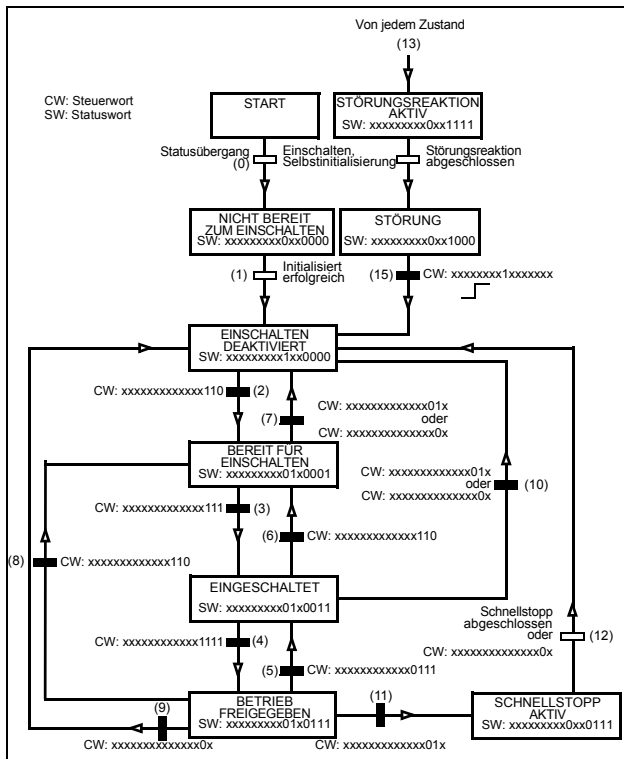 Von jedem Zustand
(13)
CW: Steuerwort
SW: Statuswort
START
STÖRUNGSREAKTION
AKTIV
SW: xxxxxxxxx0xx1111
Statusübergang
(0)
Einschalten,
Selbstinitialisierung
Störungsreaktion
abgeschlossen
NICHT BEREIT
ZUM EINSCHALTEN
SW: xxxxxxxxx0xx0000
STÖRUNG
SW: xxxxxxxxx0xx1000
(1)
Initialisiert
erfolgreich
(15)
CW: xxxxxxxx1xxxxxxx
EINSCHALTEN
DEAKTIVIERT
SW: xxxxxxxxx1xx0000
CW: xxxxxxxxxxxxx110
(2)
(7)
CW: xxxxxxxxxxxxx01x
oder
CW: xxxxxxxxxxxxxx0x
BEREIT FÜR
EINSCHALTEN
SW: xxxxxxxxx01x0001
CW: xxxxxxxxxxxxx01x
oder
CW: xxxxxxxxxxxxxx0x
(10)
CW: xxxxxxxxxxxxx111
(3)
(6)
CW: xxxxxxxxxxxxx110
(8)
CW: xxxxxxxxxxxxx110
EINGESCHALTET
SW: xxxxxxxxx01x0011
Schnellstopp
abgeschlossen
oder
(12)
CW: xxxxxxxxxxxxxx0x
CW: xxxxxxxxxxxx1111
(4)
(5)
CW: xxxxxxxxxxxx0111
BETRIEB
FREIGEGEBEN
SW: xxxxxxxxx01x0111
(9)
CW: xxxxxxxxxxxxxx0x
(11)
CW: xxxxxxxxxxxxx01x
SCHNELLSTOPP
AKTIV
SW: xxxxxxxxx0xx0111